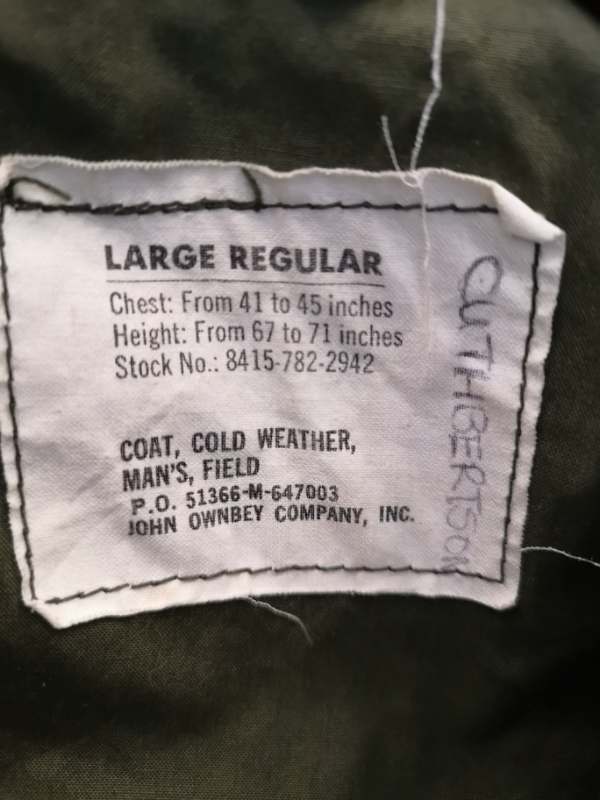 LARGE REGULAR
Chest: From 41 to 45 inches
Height: From 67 to 71 inches
Stock No.: 8415-782-2942
COAT, COLD WEATHER,
MAN'S, FIELD
P.O. 51366-M-647003
JOHN OWNBEY COMPANY, INC.
CUTHBERTSON